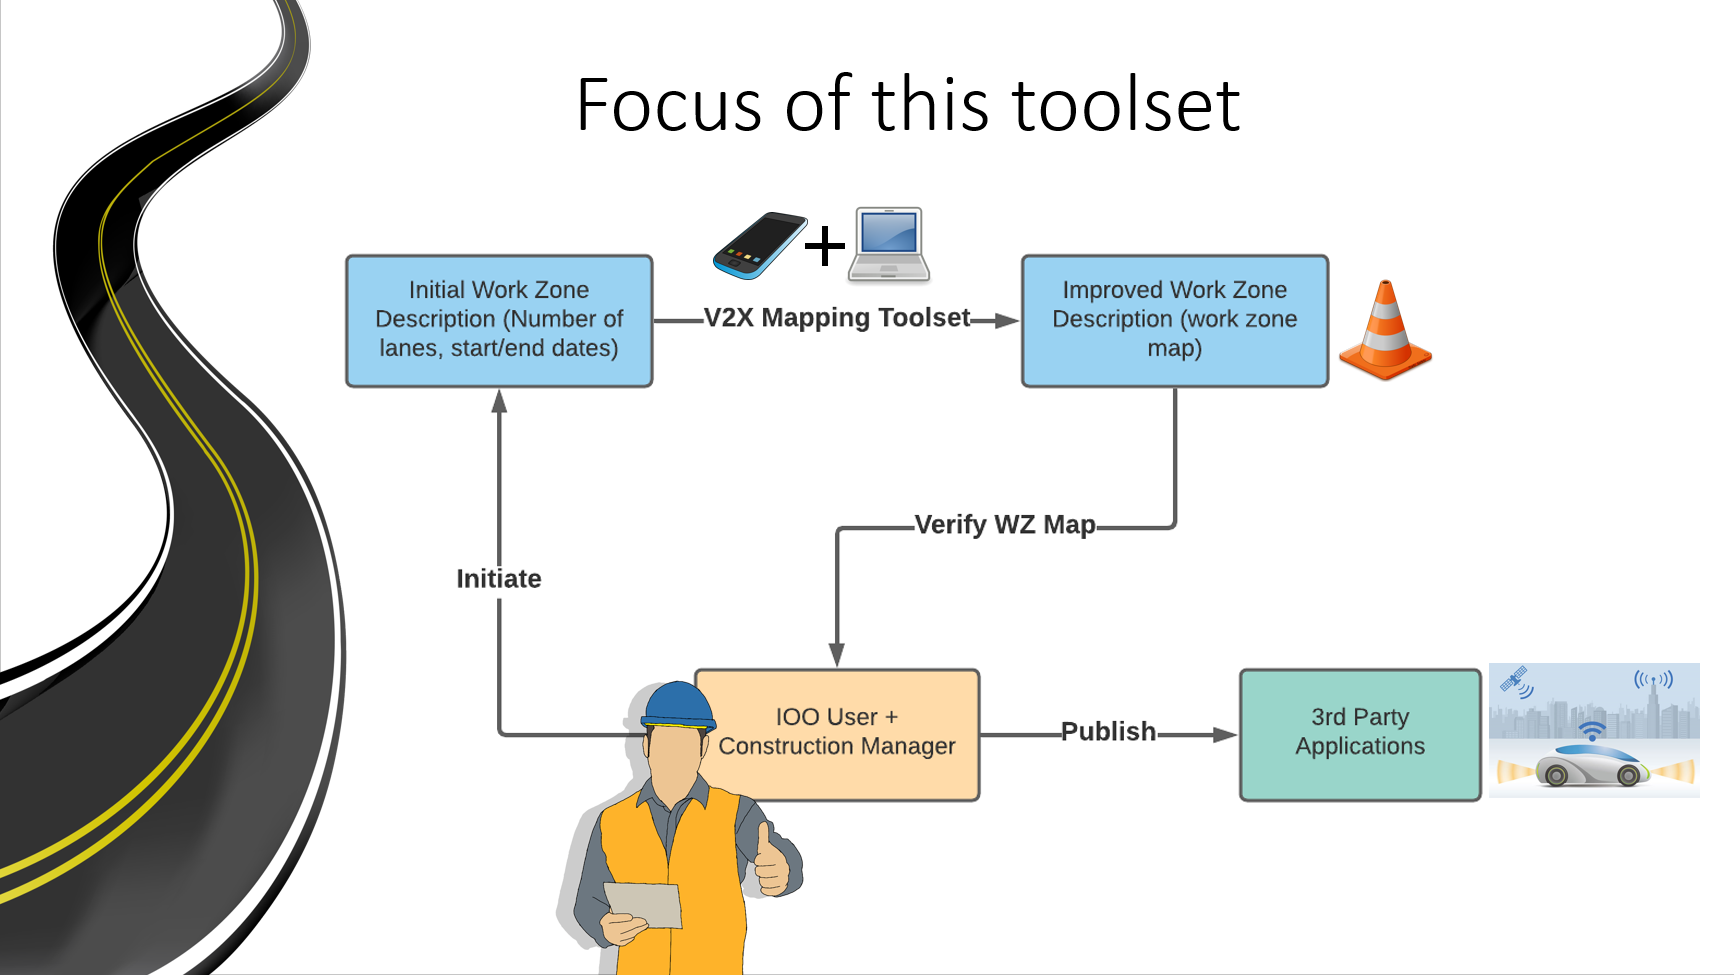 Focus of this toolset
Initial Work Zone
Description (Number of
lanes, start/end dates)
V2X Mapping Toolset
Improved Work Zone
Description (work zone
map)
Verify WZ Map
Initiate
IOO User +
Construction Manager
Publish
3rd Party
Applications